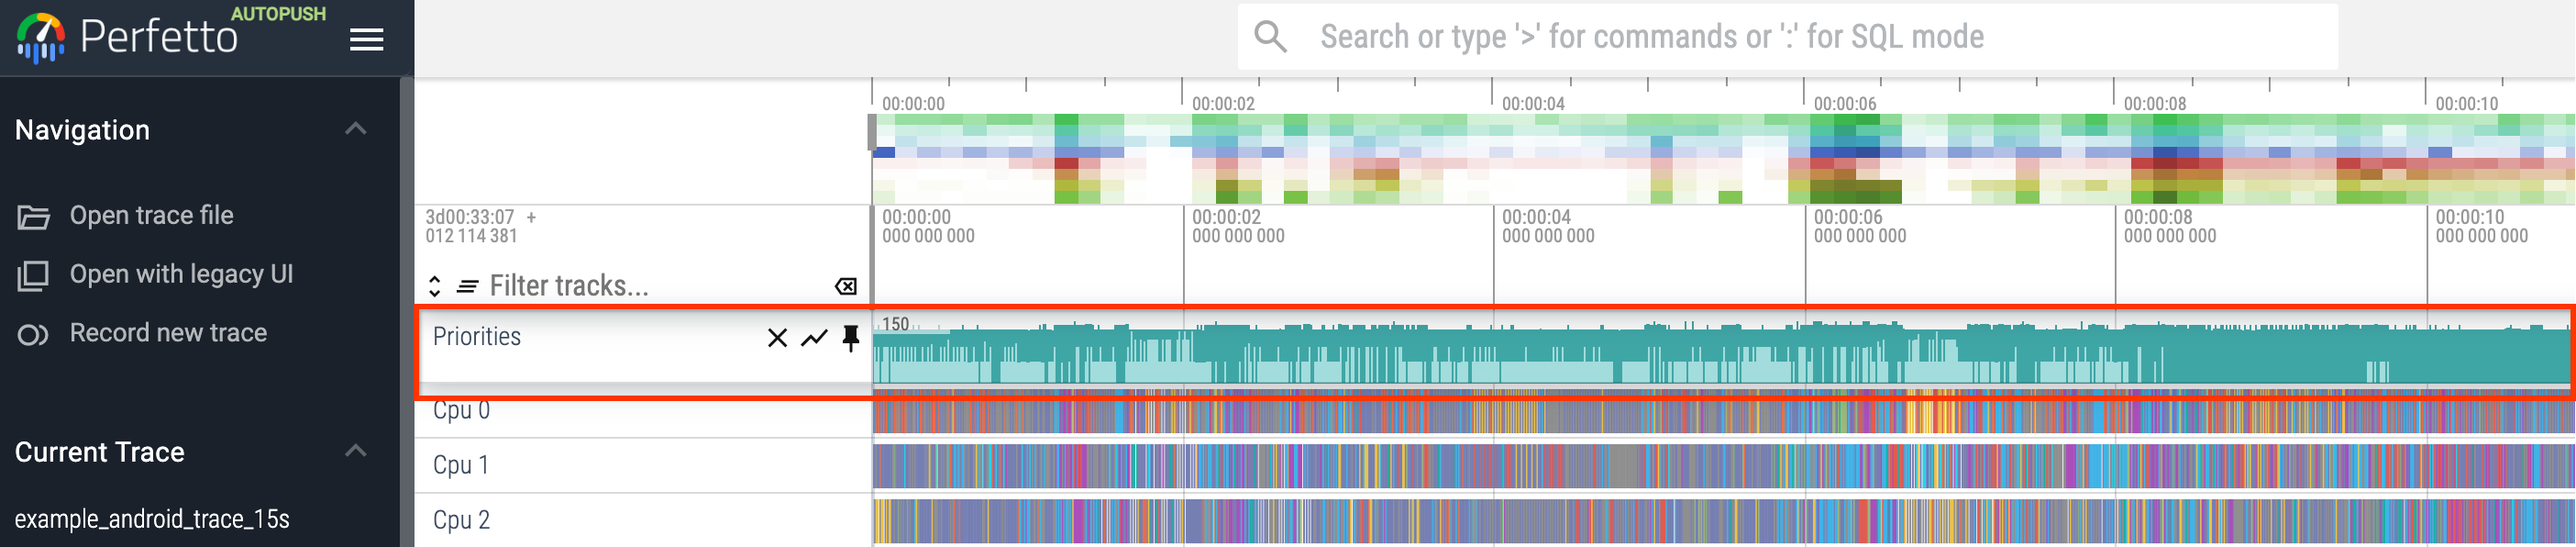 Perfetto AUTOPUSH
Search or type '>' for commands or ':' for SQL mode
Navigation
Open trace file
Open with legacy UI
Record new trace
Current Trace
example_android_trace_15s
00:00:00 00:00:02 00:00:04 00:00:06 00:00:08 00:00:10
3d00:33:07 + 00:00:00 00:00:02 00:00:04 00:00:06 00:00:08 00:00:10
012 114 381 000 000 000 000 000 000 000 000 000 000 000 000 000 000 000 000 000 000
Filter tracks...
Priorities 150
Cpu 0
Cpu 1
Cpu 2